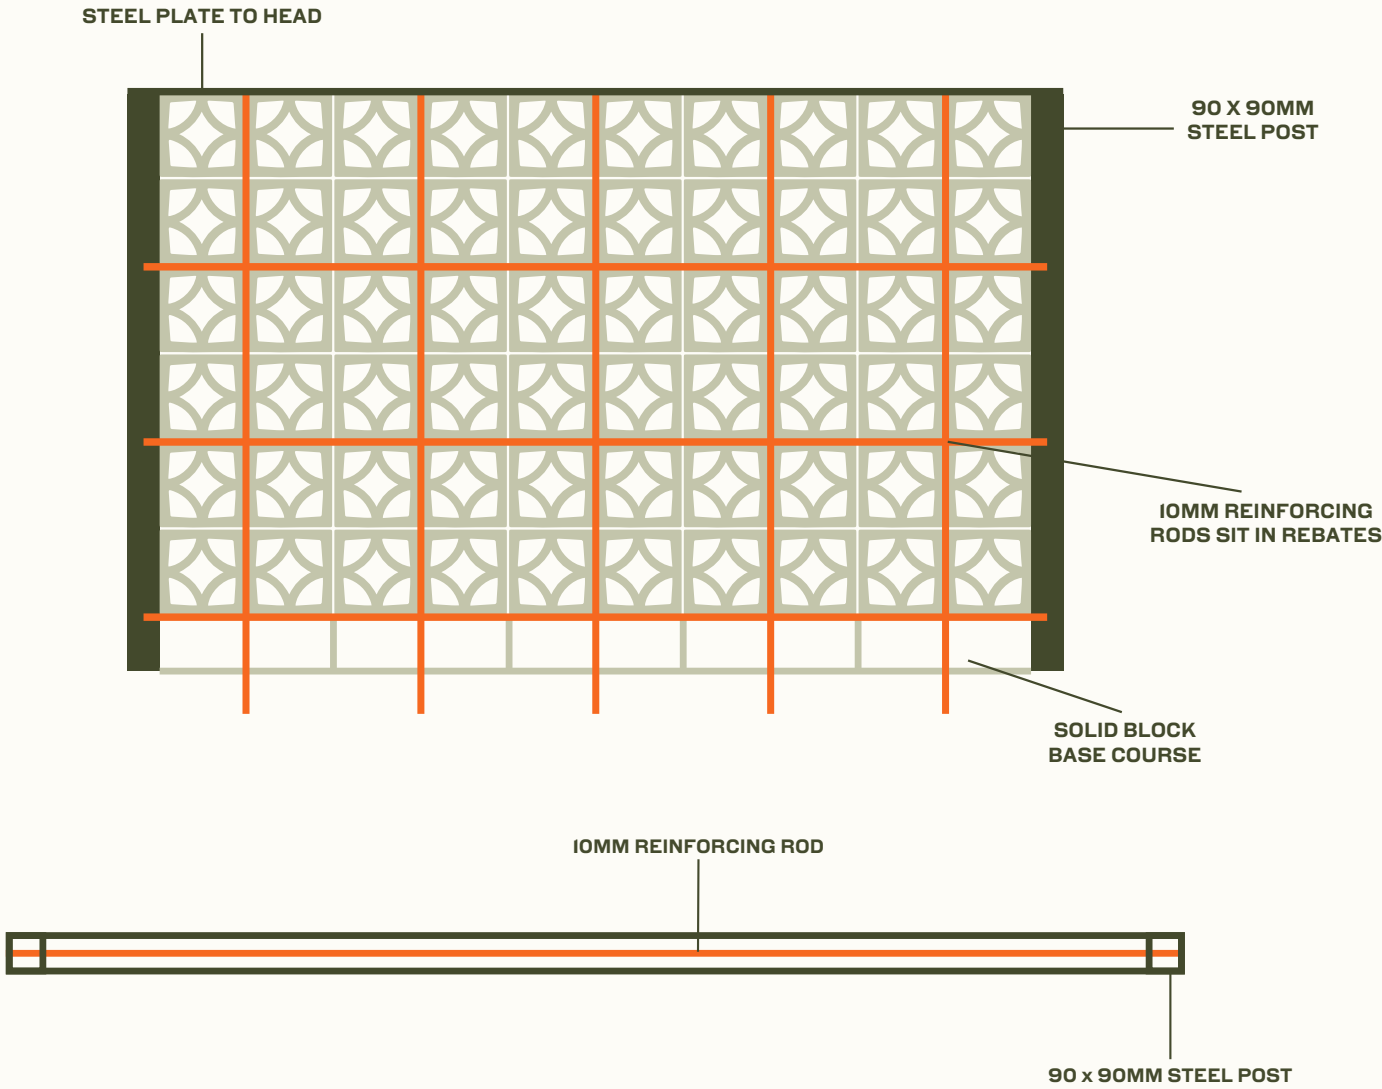 STEEL PLATE TO HEAD
90 X 90MM
STEEL POST
10MM REINFORCING
RODS SIT IN REBATES
SOLID BLOCK
BASE COURSE
10MM REINFORCING ROD
90 x 90MM STEEL POST